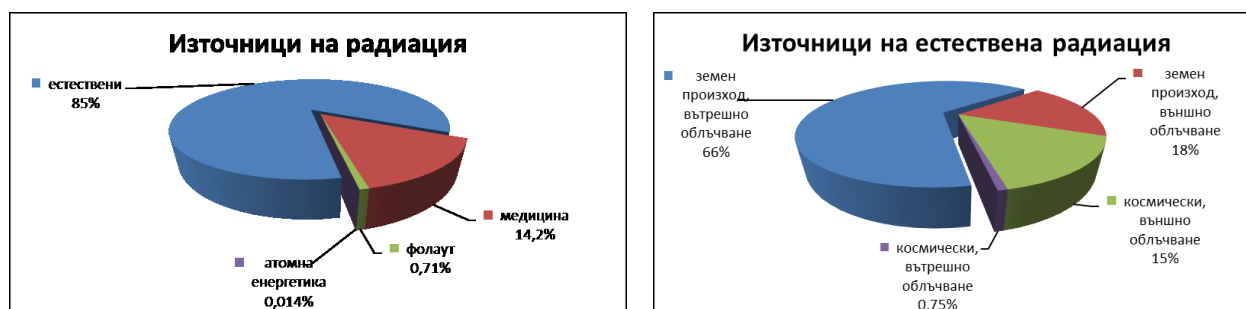 Източници на радиация
естествени
85%
медицина
14,2%
фолаут
0,71%
атомна
енергетика
0,014%
Източници на естествена радиация
земен
произход,
вътрешно
облъчване
66%
земен
произход,
външно
облъчване
18%
космически,
външно
облъчване
15%
космически,
вътрешно
облъчване
0,75%